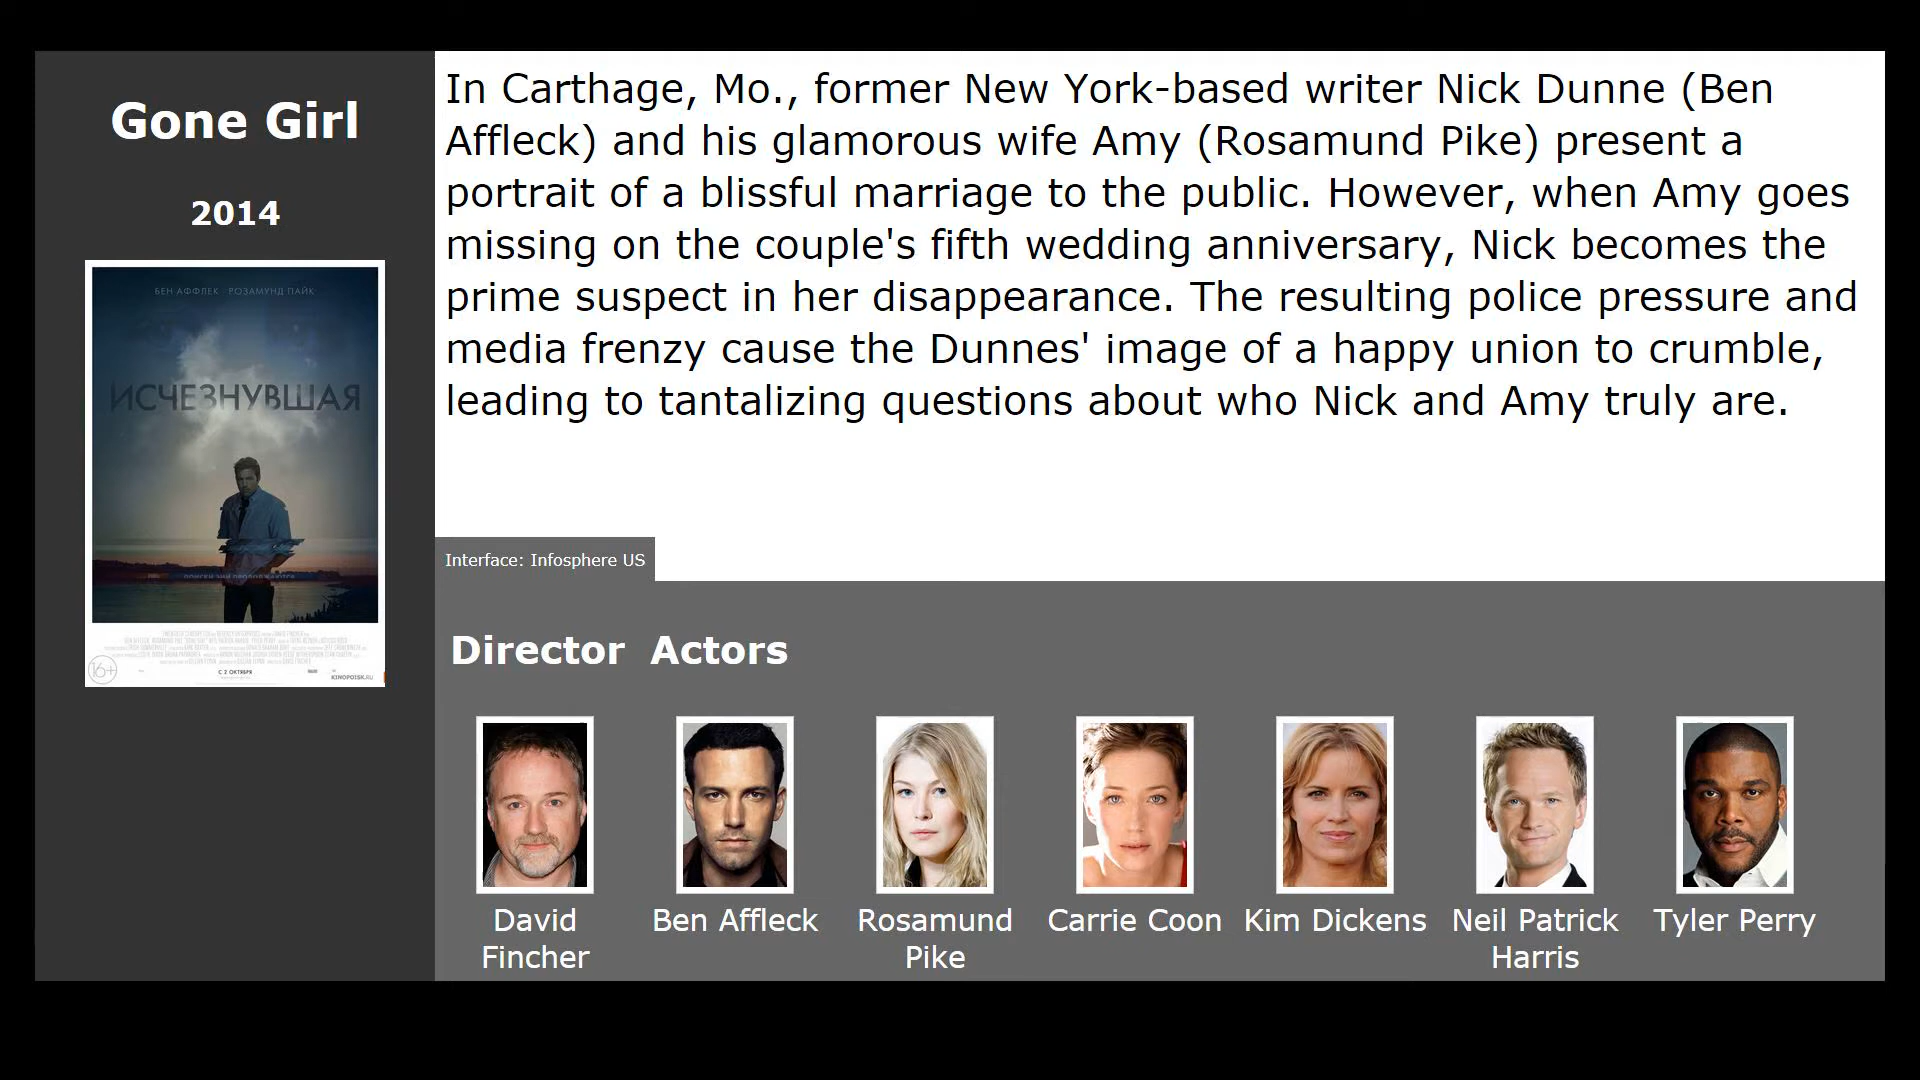 Gone Girl
2014
БЕН АФФЛЕК РОЗАМУНД ПАЙК
ИСЧЕЗНУВШАЯ
16+
С 2 ОКТЯБРЯ
KINOPOISK.RU
In Carthage, Mo., former New York-based writer Nick Dunne (Ben
Affleck) and his glamorous wife Amy (Rosamund Pike) present a
portrait of a blissful marriage to the public. However, when Amy goes
missing on the couple's fifth wedding anniversary, Nick becomes the
prime suspect in her disappearance. The resulting police pressure and
media frenzy cause the Dunnes' image of a happy union to crumble,
leading to tantalizing questions about who Nick and Amy truly are.
Interface: Infosphere US
Director Actors
David
Fincher
Ben Affleck
Rosamund
Pike
Carrie Coon
Kim Dickens
Neil Patrick
Harris
Tyler Perry